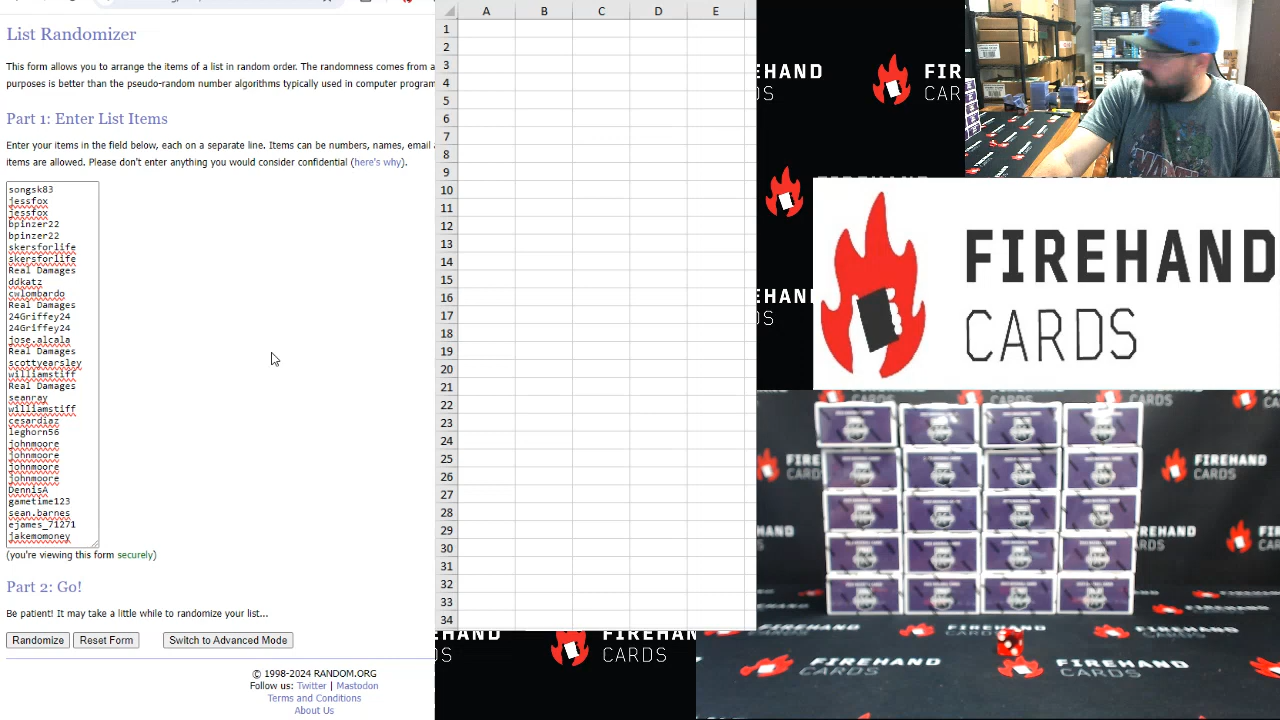 List Randomizer
This form allows you to arrange the items of a list in random order. The randomness comes from a
purposes is better than the pseudo-random number algorithms typically used in computer program
Part 1: Enter List Items
Enter your items in the field below, each on a separate line. Items can be numbers, names, email
items are allowed. Please don't enter anything you would consider confidential (here's why).
songsk83
jessfox
jessfox
bpinzer22
bpinzer22
skersforlife
skersforlife
Real Damages
ddkatz
cwlombardo
Real Damages
24Griffey24
24Griffey24
jose.alcala
Real Damages
scottyearsley
williamstiff
Real Damages
seanray
williamstiff
cesardiaz
leghorn56
johnmoore
johnmoore
johnmoore
johnmoore
DennisA
gametime123
sean.barnes
ejames_71271
jakemomoney
(you're viewing this form securely)
Part 2: Go!
Be patient! It may take a little while to randomize your list...
Randomize Reset Form Switch to Advanced Mode
© 1998-2024 RANDOM.ORG
Follow us: Twitter | Mastodon
Terms and Conditions
About Us
A B C D E
1
2
3
4
5
6
7
8
9
10
11
12
13
14
15
16
17
18
19
20
21
22
23
24
25
26
27
28
29
30
31
32
33
34
EHAND FIR
DS CAR
FIREHAND
CARDS
FIREHAND
CARDS
FIREHAND
CARDS